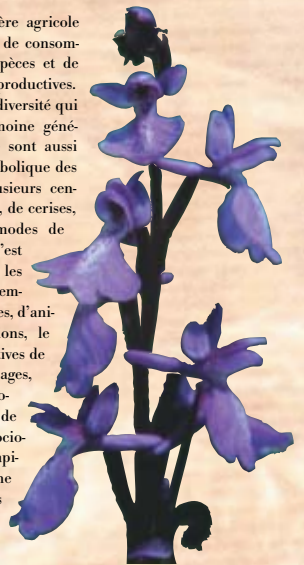 ère agricole
de consom-
pèces et de
productives.
diversité qui
moine géné-
sont aussi
bolique des
usieurs cen-
, de cerises,
modes de
'est
les
em-
es, d'ani-
ons, le
tives de
ages,
o-
de
ocio-
api-
ne
s